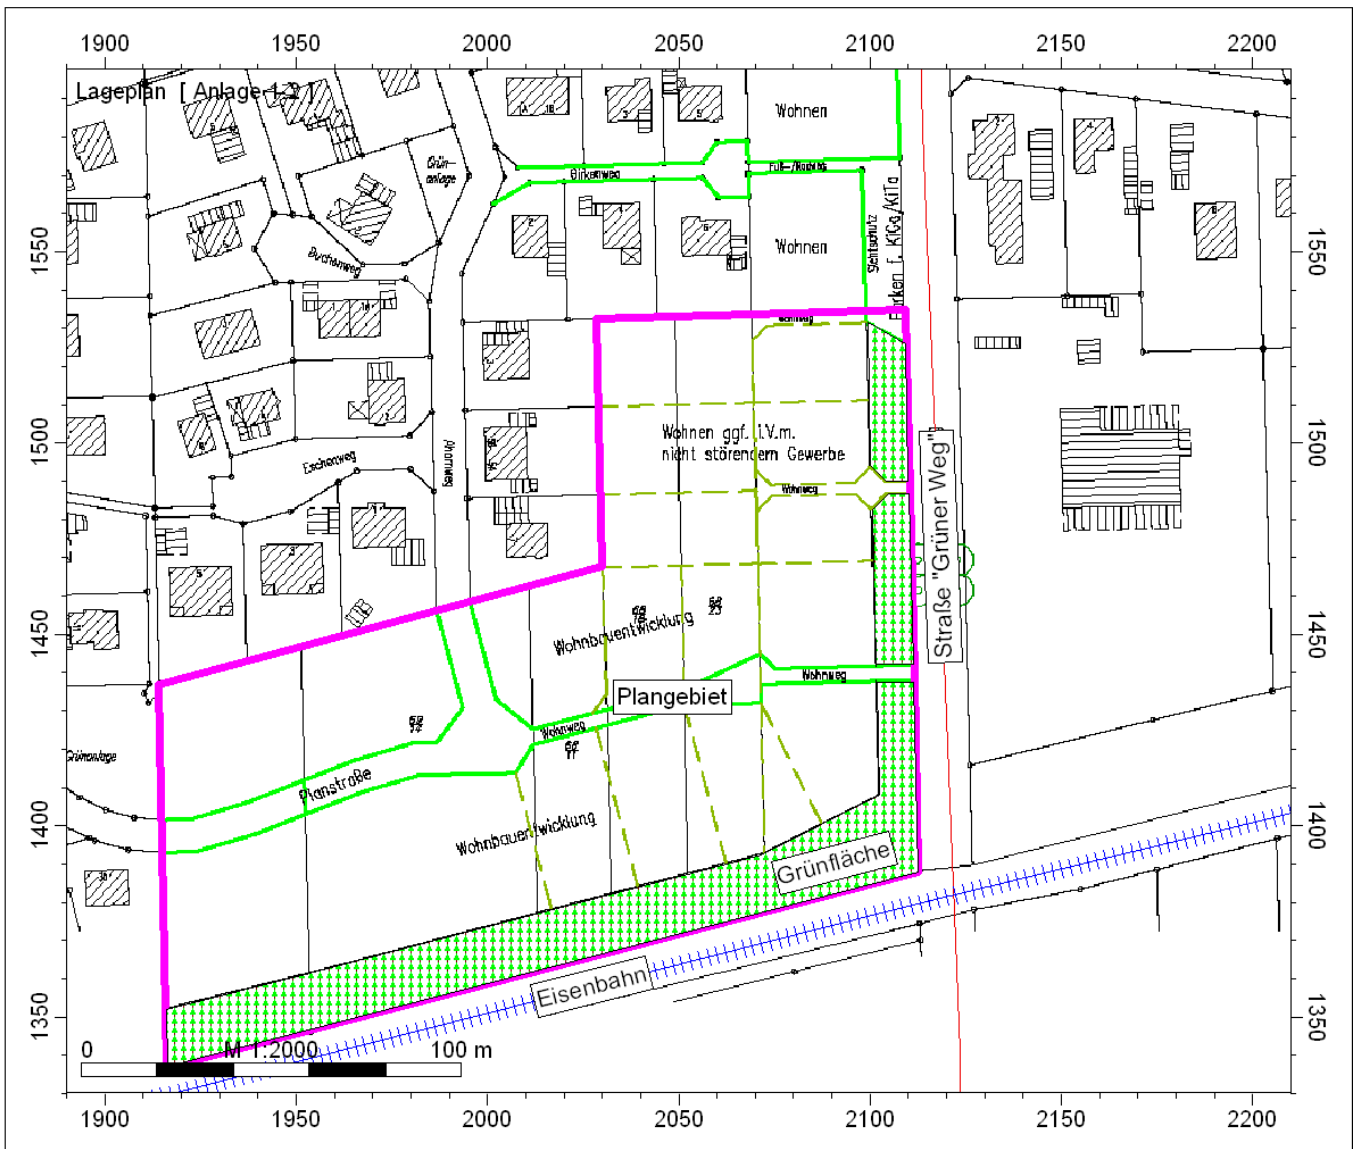 1900 1950 2000 2050 2100 2150 2200
Lageplan [ Anlage 1.2 ]
Wohnen
Grün-
anlage
Birkenweg
Fuß-/Radweg
Sichtschutz
Parken [ KiGa/KiTa
Wohnen
Buchenweg
1550
1550
Wohnweg
Wohnen ggf. i.V.m.
nicht störendem Gewerbe
Eschenweg
Ahornweg
Wohnweg
1500
1500
Straße "Grüner Weg"
Wohnbauentwicklung
1450
1450
Wohnweg
Plangebiet
Wohnweg
Grünanlage
Planstraße
Wohnbauentwicklung
1400
1400
Grünfläche
Eisenbahn
1350
1350
0 M 1:2000 100 m
1900 1950 2000 2050 2100 2150 2200